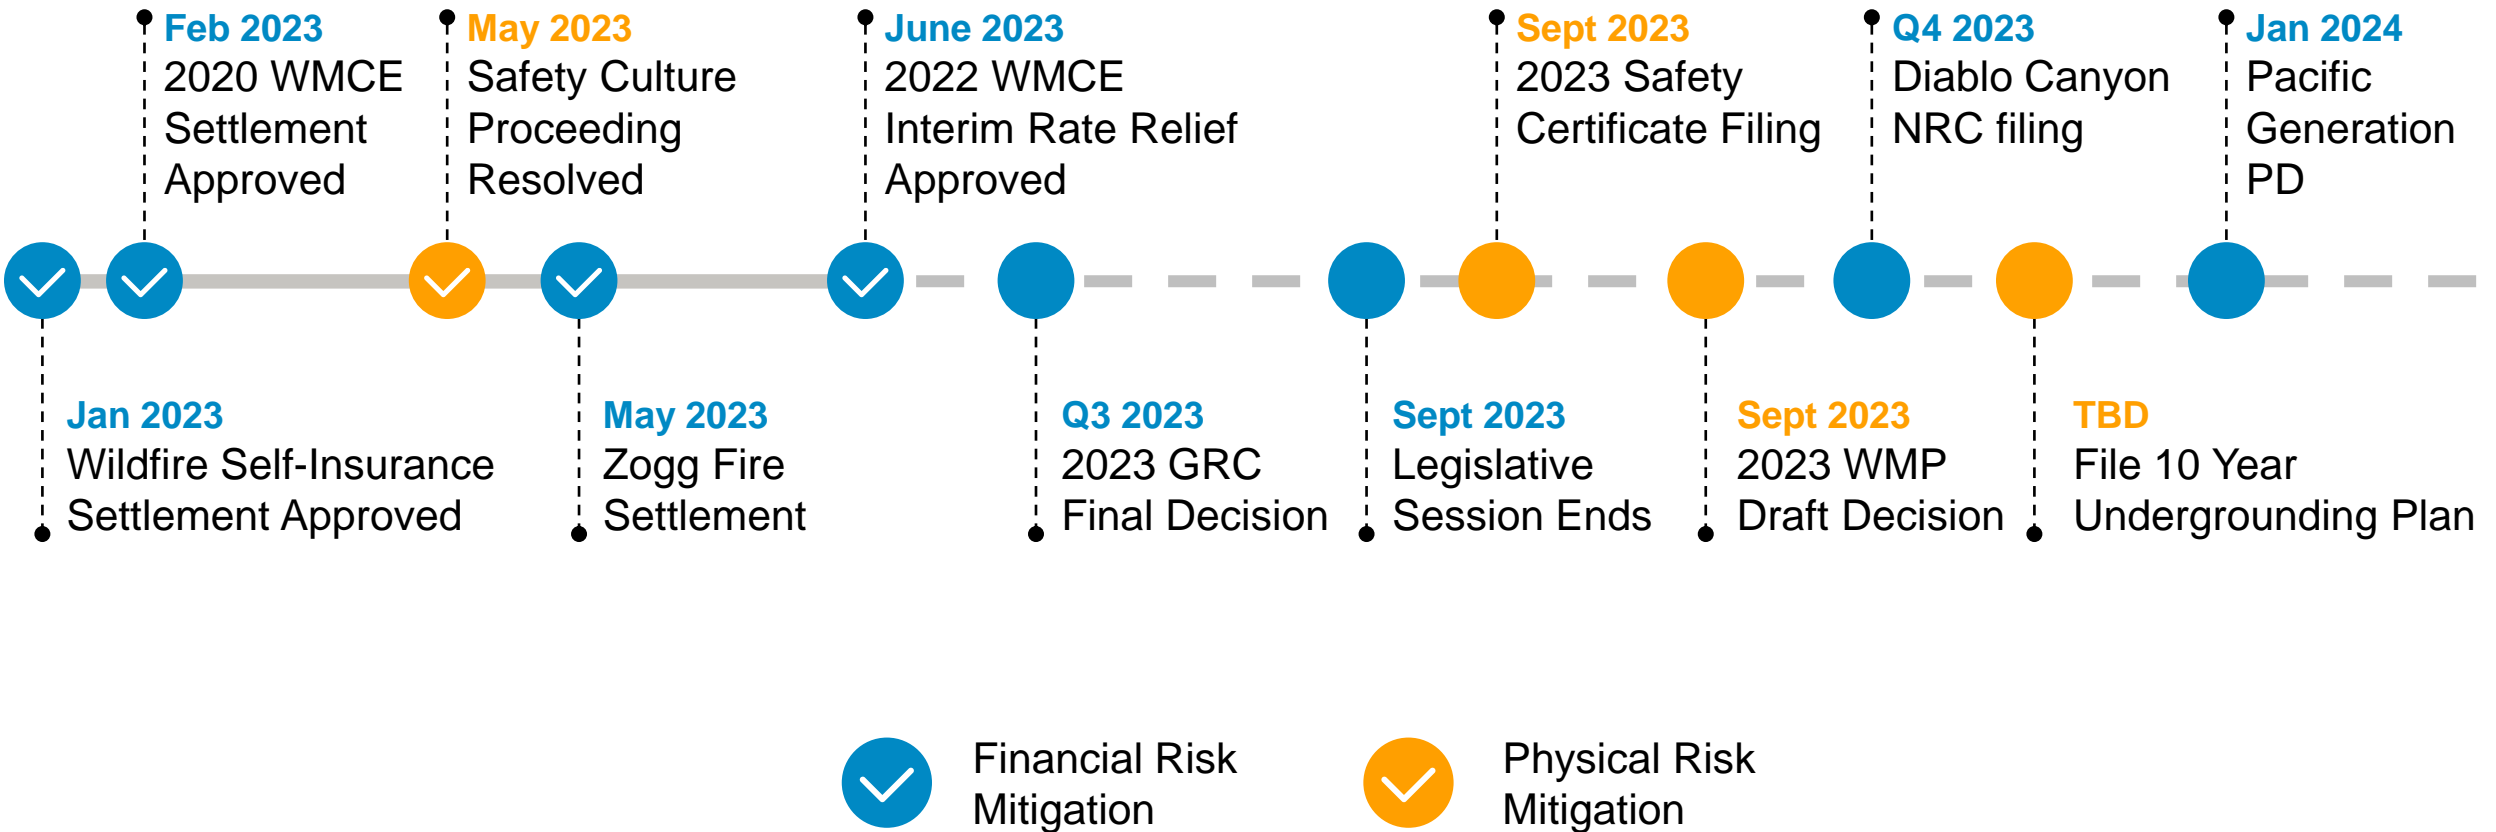 Feb 2023
2020 WMCE
Settlement
Approved
May 2023
Safety Culture
Proceeding
Resolved
June 2023
2022 WMCE
Interim Rate Relief
Approved
Sept 2023
2023 Safety
Certificate Filing
Q4 2023
Diablo Canyon
NRC filing
Jan 2024
Pacific
Generation
PD
Jan 2023
Wildfire Self-Insurance
Settlement Approved
May 2023
Zogg Fire
Settlement
Q3 2023
2023 GRC
Final Decision
Sept 2023
Legislative
Session Ends
Sept 2023
2023 WMP
Draft Decision
TBD
File 10 Year
Undergrounding Plan
Financial Risk
Mitigation
Physical Risk
Mitigation